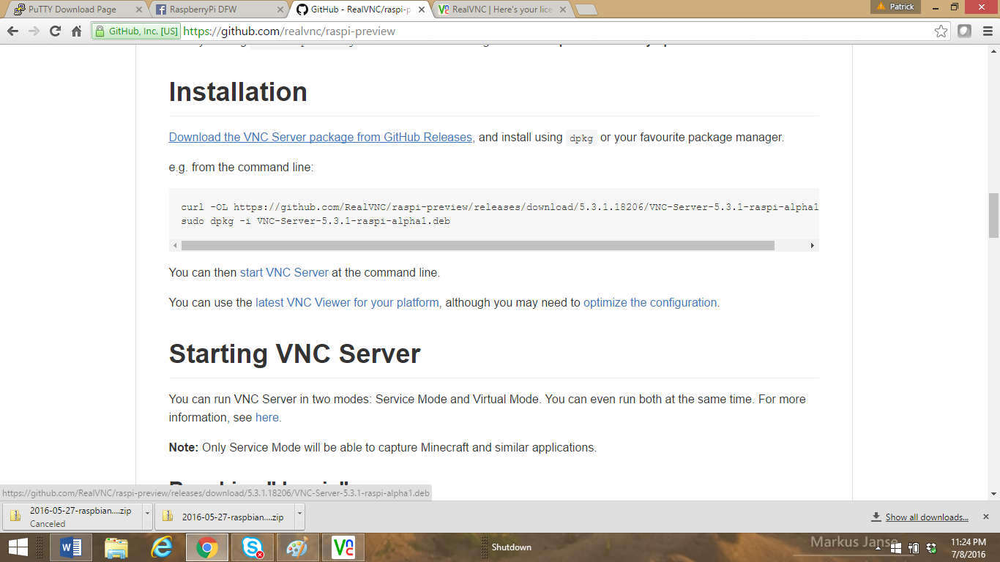 PuTTY Download Page
RaspberryPi DFW
GitHub - RealVNC/raspi-p
RealVNC | Here's your lice
Patrick
GitHub, Inc. [US]
https://github.com/realvnc/raspi-preview
Installation
Download the VNC Server package from GitHub Releases, and install using dpkg or your favourite package manager.
e.g. from the command line:
curl -OL https://github.com/RealVNC/raspi-preview/releases/download/5.3.1.18206/VNC-Server-5.3.1-raspi-alpha1
sudo dpkg -i VNC-Server-5.3.1-raspi-alpha1.deb
You can then start VNC Server at the command line.
You can use the latest VNC Viewer for your platform, although you may need to optimize the configuration.
Starting VNC Server
You can run VNC Server in two modes: Service Mode and Virtual Mode. You can even run both at the same time. For more
information, see here.
Note: Only Service Mode will be able to capture Minecraft and similar applications.
https://github.com/RealVNC/raspi-preview/releases/download/5.3.1.18206/VNC-Server-5.3.1-raspi-alpha1.deb
2016-05-27-raspbian....zip
Canceled
2016-05-27-raspbian....zip
Show all downloads...
Shutdown
Markus Janse
11:24 PM
7/8/2016